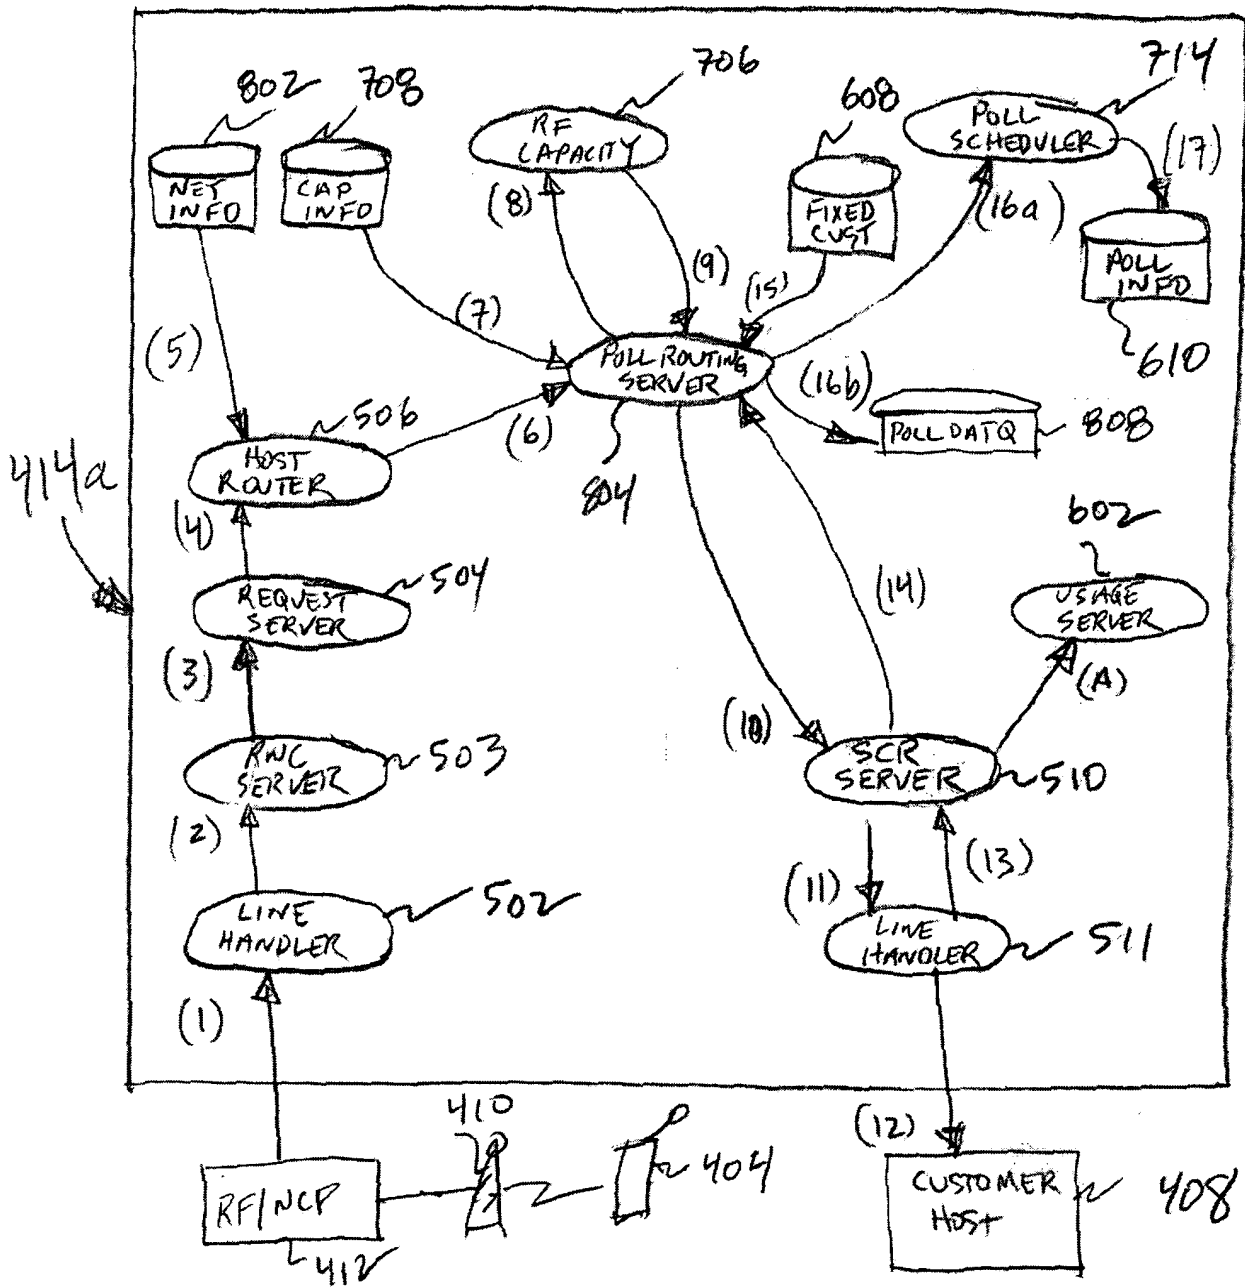 802
708
706
608
714
RF
CAPACITY
POLL
SCHEDULER
(17)
NET
INFO
CAP
INFO
(8)
FIXED
CUST
(16a)
POLL
INFO
(9)
(15)
(7)
(5)
POLL ROUTING
SERVER
(16b)
610
506
(6)
POLL DATQ
808
414a
HOST
ROUTER
804
(4)
602
504
REQUEST
SERVER
(14)
USAGE
SERVER
(3)
(A)
(10)
RNC
SERVER
503
SCR
SERVER
510
(2)
(13)
(11)
LINE
HANDLER
502
LINE
HANDLER
511
(1)
410
(12)
404
RF/NCP
412
CUSTOMER
HOST
408